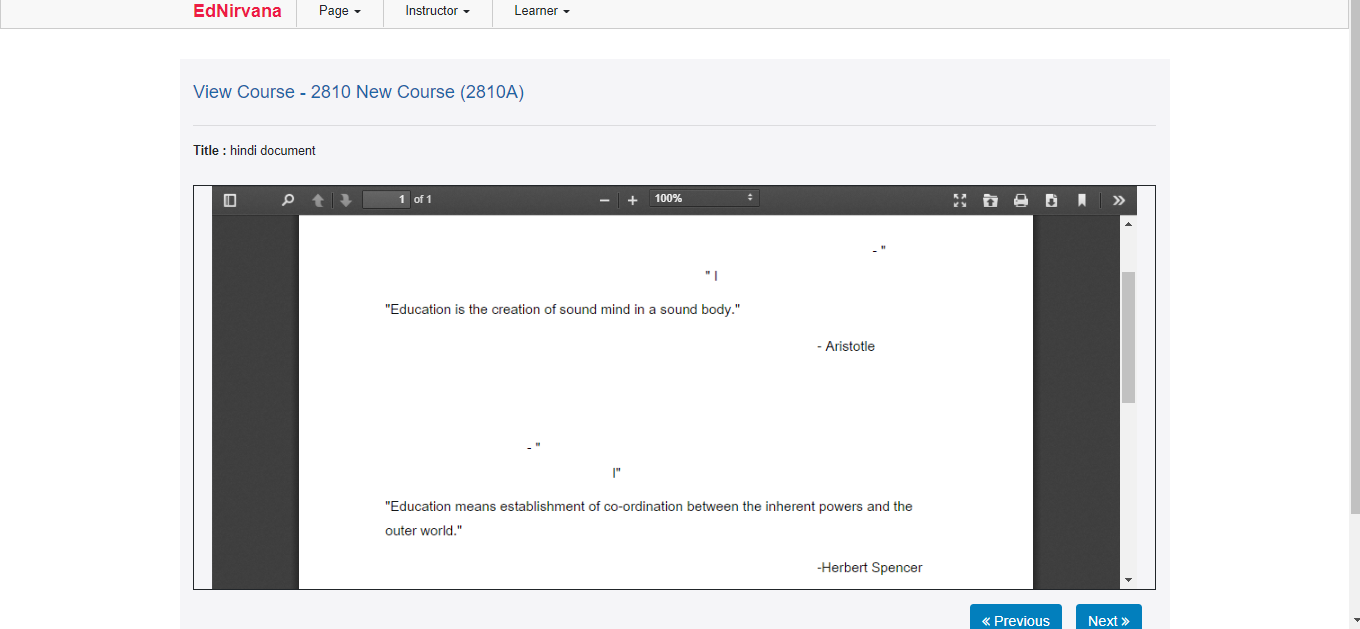 EdNirvana Page Instructor Learner
View Course - 2810 New Course (2810A)
Title : hindi document
1 of 1 100%
- "
" |
"Education is the creation of sound mind in a sound body."
- Aristotle
- "
|"
"Education means establishment of co-ordination between the inherent powers and the
outer world."
-Herbert Spencer
« Previous Next »